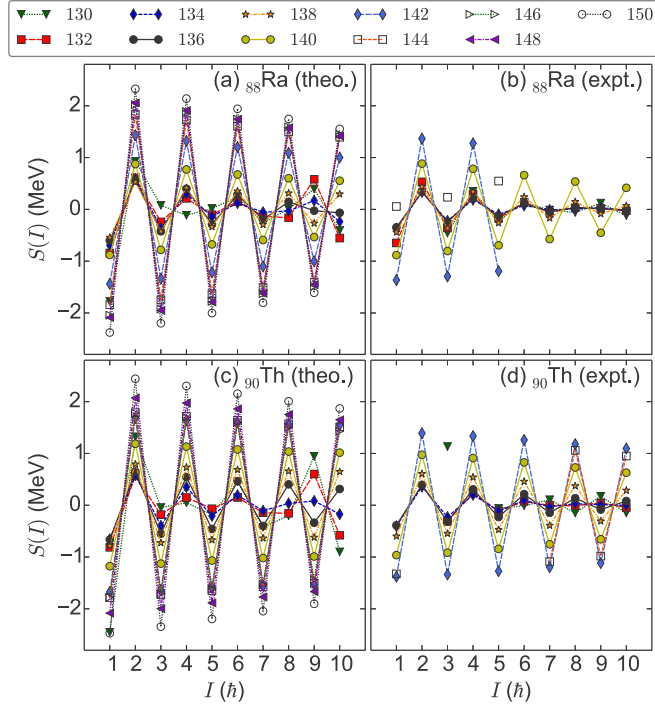 130 134 138 142 146 150
132 136 140 144 148
(a) 88Ra (theo.)
(b) 88Ra (expt.)
2
1
0
−1
−2
S(I) (MeV)
(c) 90Th (theo.)
(d) 90Th (expt.)
2
1
0
−1
−2
S(I) (MeV)
1 2 3 4 5 6 7 8 9 10
1 2 3 4 5 6 7 8 9 10
I (ħ)
I (ħ)